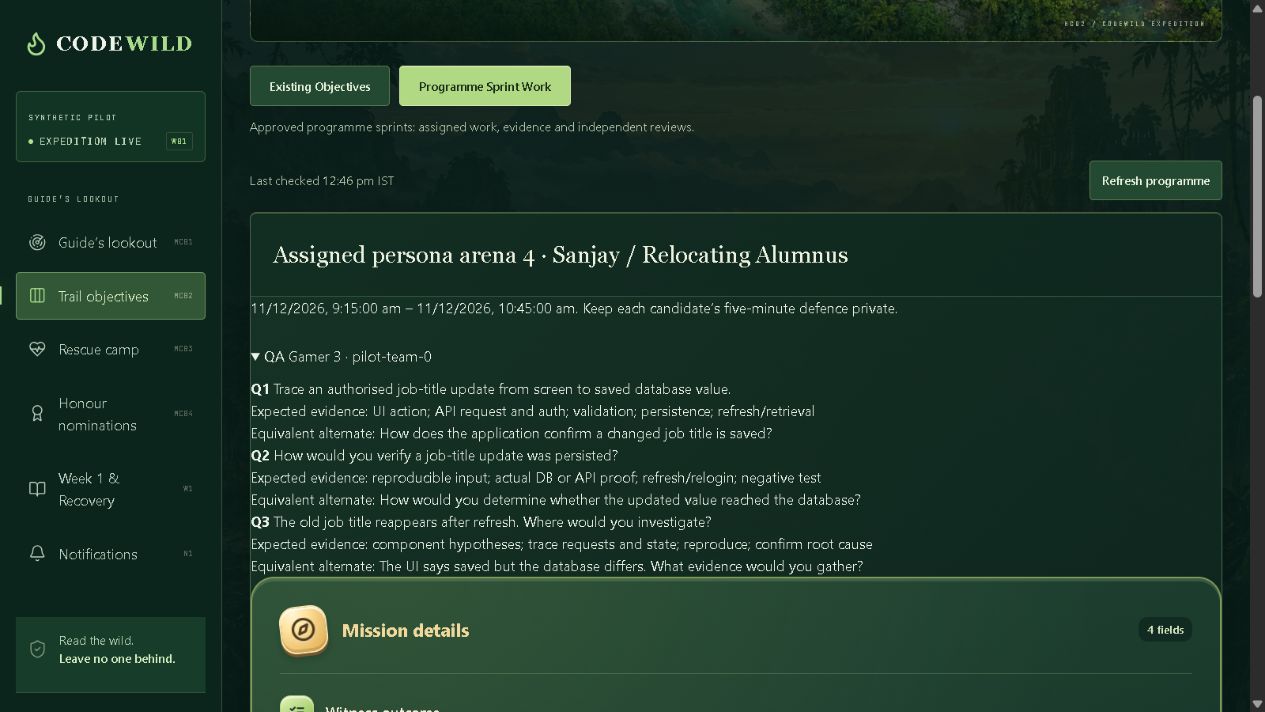 CODEWILD
SYNTHETIC PILOT
EXPEDITION LIVE
WB1
GUIDE'S LOOKOUT
Guide's lookout
MCB1
Trail objectives
MCB2
Rescue camp
MCB3
Honour
nominations
MCB4
Week 1 &
Recovery
W1
Notifications
N1
Read the wild.
Leave no one behind.
/ CODEWILD EXPEDITION
Existing Objectives
Programme Sprint Work
Approved programme sprints: assigned work, evidence and independent reviews.
Last checked 12:46 pm IST
Refresh programme
Assigned persona arena 4 · Sanjay / Relocating Alumnus
11/12/2026, 9:15:00 am – 11/12/2026, 10:45:00 am. Keep each candidate's five-minute defence private.
▼ QA Gamer 3 · pilot-team-0
Q1 Trace an authorised job-title update from screen to saved database value.
Expected evidence: UI action; API request and auth; validation; persistence; refresh/retrieval
Equivalent alternate: How does the application confirm a changed job title is saved?
Q2 How would you verify a job-title update was persisted?
Expected evidence: reproducible input; actual DB or API proof; refresh/relogin; negative test
Equivalent alternate: How would you determine whether the updated value reached the database?
Q3 The old job title reappears after refresh. Where would you investigate?
Expected evidence: component hypotheses; trace requests and state; reproduce; confirm root cause
Equivalent alternate: The UI says saved but the database differs. What evidence would you gather?
Mission details
4 fields
Witness outcome